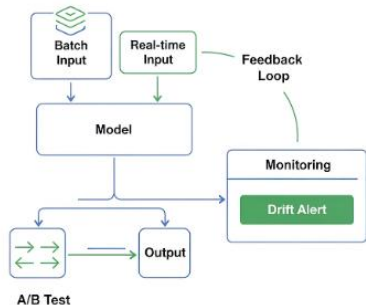 Batch
Input
Real-time
Input
Feedback
Loop
Model
Monitoring
Drift Alert
Output
A/B Test